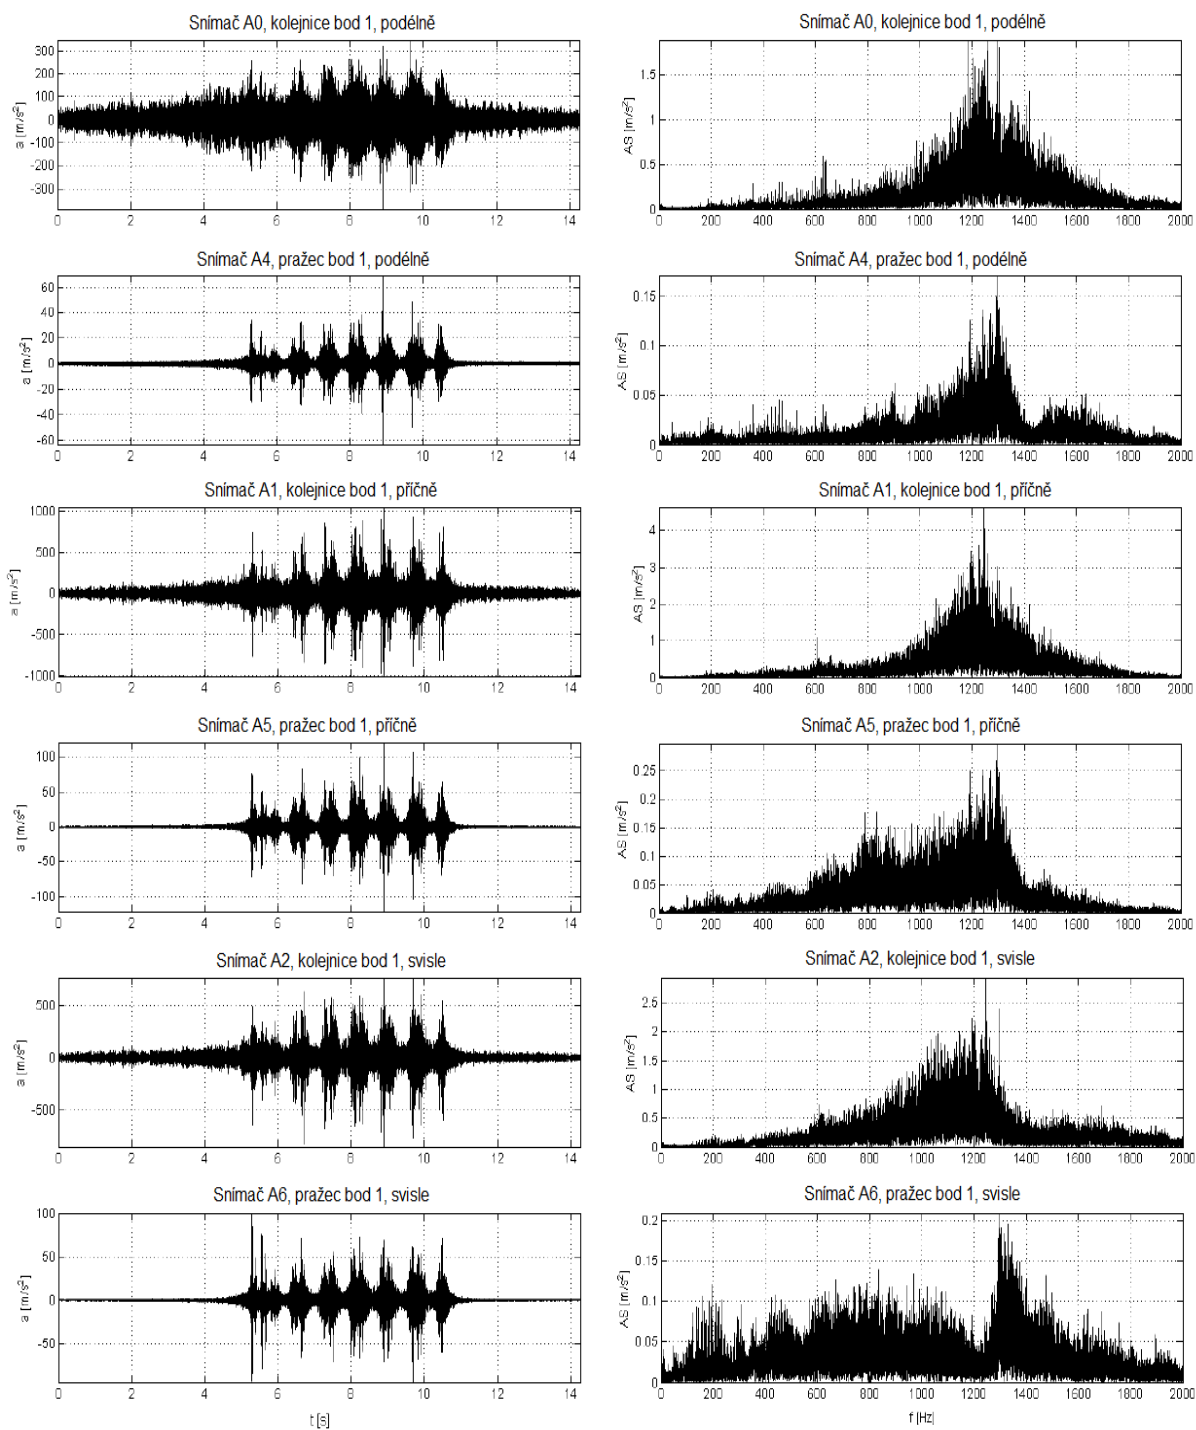 Snímač A0, kolejnice bod 1, podélně
a [m/s²]
300
200
100
0
-100
-200
-300
0 2 4 6 8 10 12 14
Snímač A0, kolejnice bod 1, podélně
AS [m/s²]
1.5
1
0.5
0
0 200 400 600 800 1000 1200 1400 1600 1800 2000
Snímač A4, pražec bod 1, podélně
a [m/s²]
60
40
20
0
-20
-40
-60
0 2 4 6 8 10 12 14
Snímač A4, pražec bod 1, podélně
AS [m/s²]
0.15
0.1
0.05
0
0 200 400 600 800 1000 1200 1400 1600 1800 2000
Snímač A1, kolejnice bod 1, příčně
a [m/s²]
1000
500
0
-500
-1000
0 2 4 6 8 10 12 14
Snímač A1, kolejnice bod 1, příčně
AS [m/s²]
4
3
2
1
0
0 200 400 600 800 1000 1200 1400 1600 1800 2000
Snímač A5, pražec bod 1, příčně
a [m/s²]
100
50
0
-50
-100
0 2 4 6 8 10 12 14
Snímač A5, pražec bod 1, příčně
AS [m/s²]
0.25
0.2
0.15
0.1
0.05
0
0 200 400 600 800 1000 1200 1400 1600 1800 2000
Snímač A2, kolejnice bod 1, svisle
a [m/s²]
500
0
-500
0 2 4 6 8 10 12 14
Snímač A2, kolejnice bod 1, svisle
AS [m/s²]
2.5
2
1.5
1
0.5
0
0 200 400 600 800 1000 1200 1400 1600 1800 2000
Snímač A6, pražec bod 1, svisle
a [m/s²]
100
50
0
-50
0 2 4 6 8 10 12 14
t [s]
Snímač A6, pražec bod 1, svisle
AS [m/s²]
0.2
0.15
0.1
0.05
0
0 200 400 600 800 1000 1200 1400 1600 1800 2000
f [Hz]